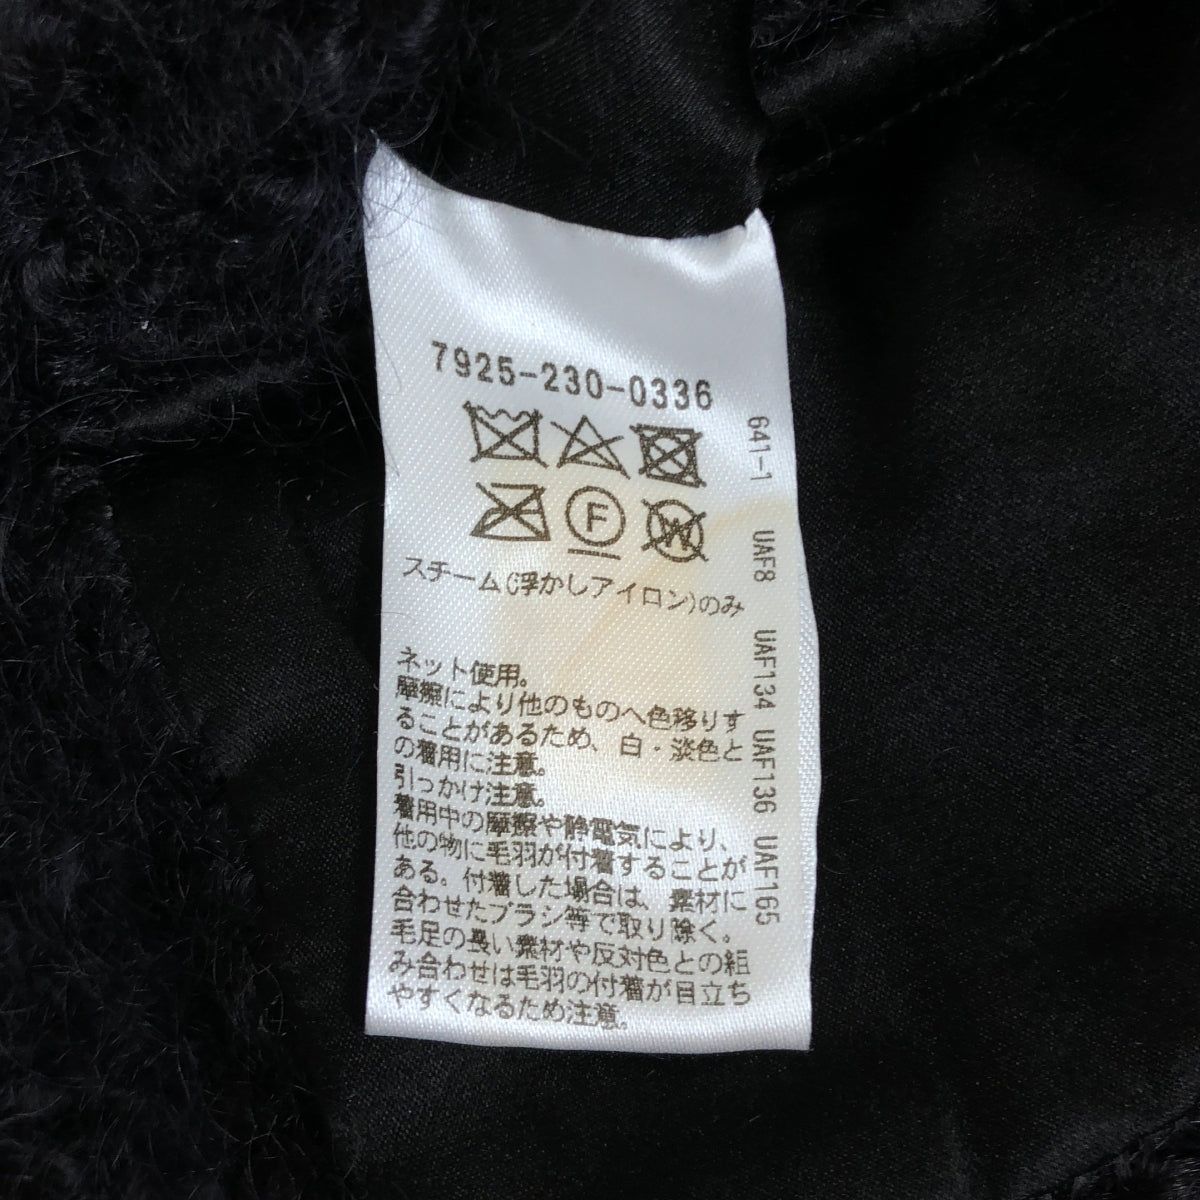 7925-230-0336
F
W
スチーム(浮かしアイロン)のみ
ネット使用。
摩擦により他のものへ色移りす
ることがあるため、白・淡色と
の着用に注意。
引っかけ注意。
着用中の摩擦や静電気により、
他の物に毛羽が付着することが
ある。付着した場合は、素材に
合わせたブラシ等で取り除く。
毛足の長い素材や反対色との組
み合わせは毛羽の付着が目立ち
やすくなるため注意。
641-1 UAF8 UAF134 UAF136 UAF165